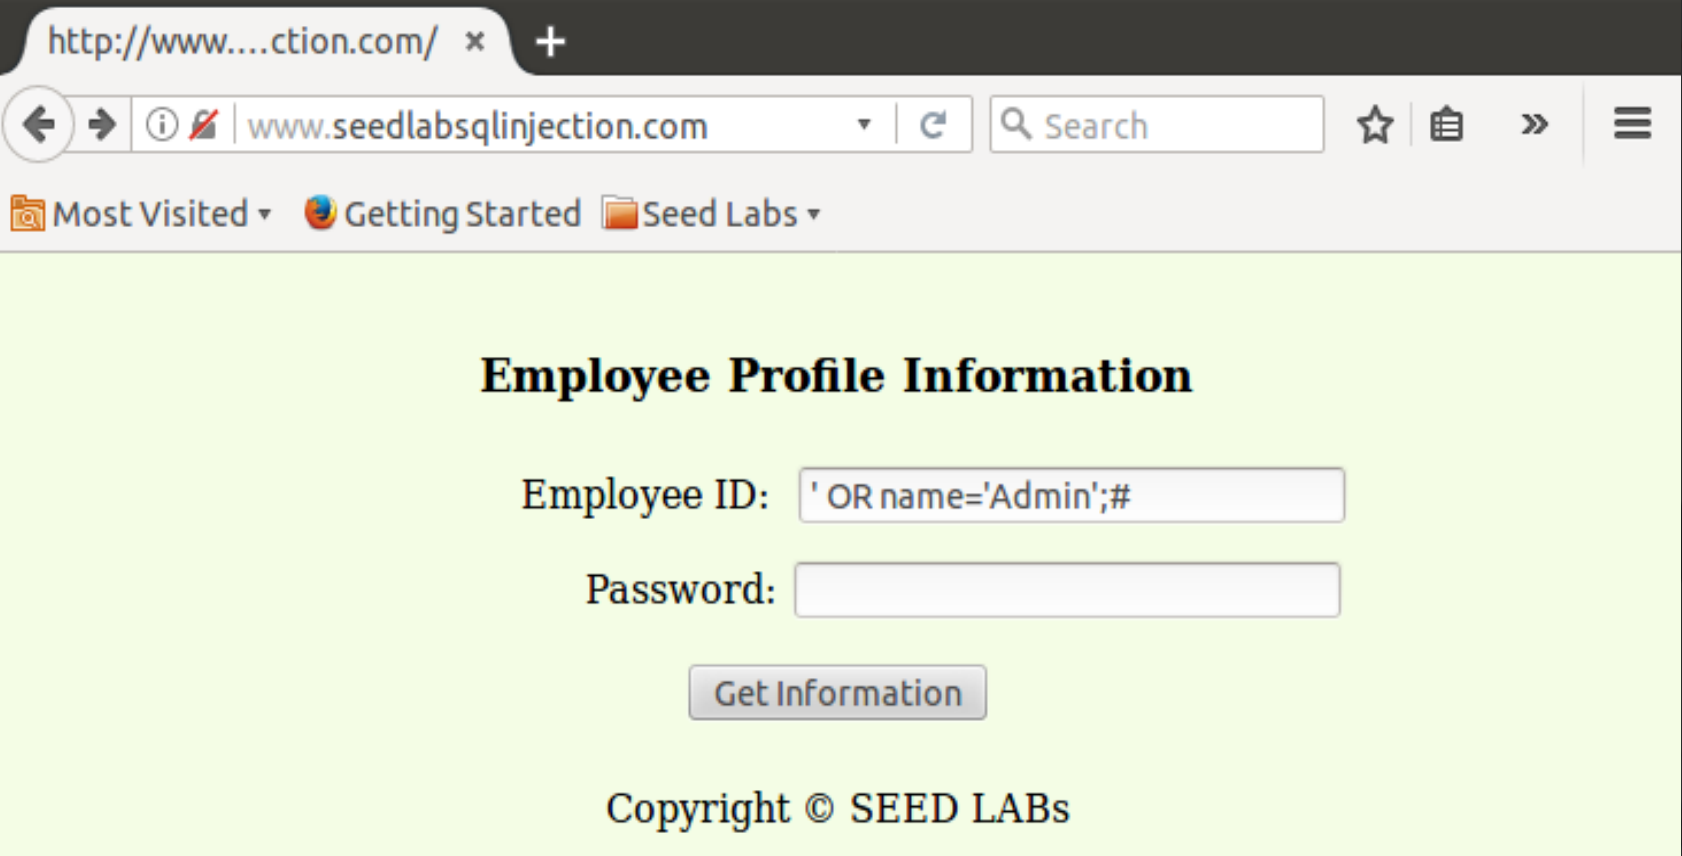 http://www....ction.com/
www.seedlabsqlinjection.com Search
Most Visited Getting Started Seed Labs
Employee Profile Information
Employee ID: ' OR name='Admin';#
Password:
Get Information
Copyright © SEED LABs